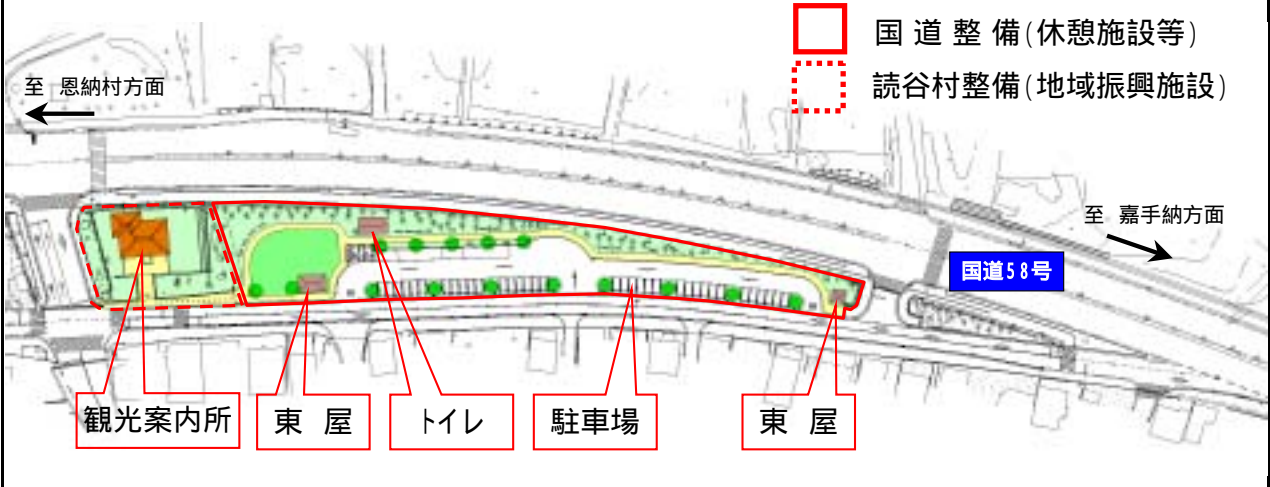 国道整備(休憩施設等)
読谷村整備(地域振興施設)
至 恩納村方面
至 嘉手納方面
国道58号
観光案内所
東 屋
トイレ
駐車場
東 屋